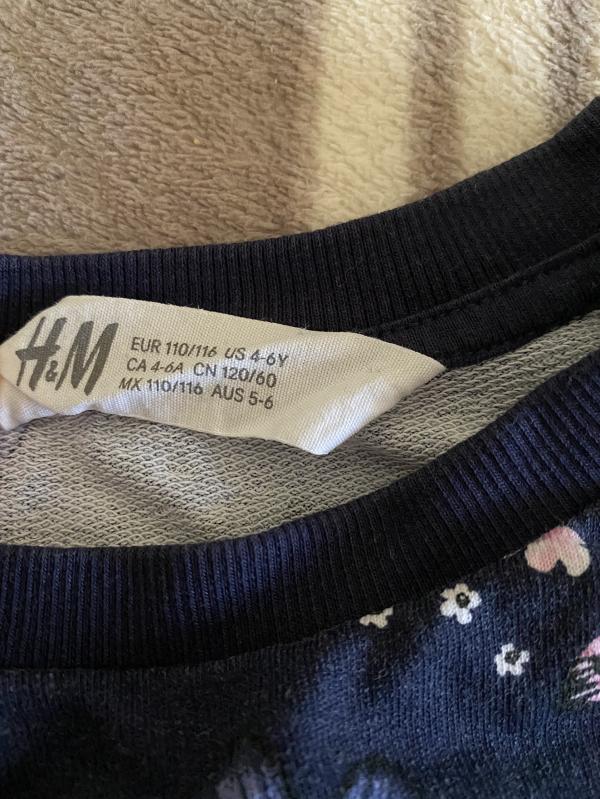 H&M
EUR 110/116 US 4-6Y
CA 4-6A CN 120/60
MX 110/116 AUS 5-6